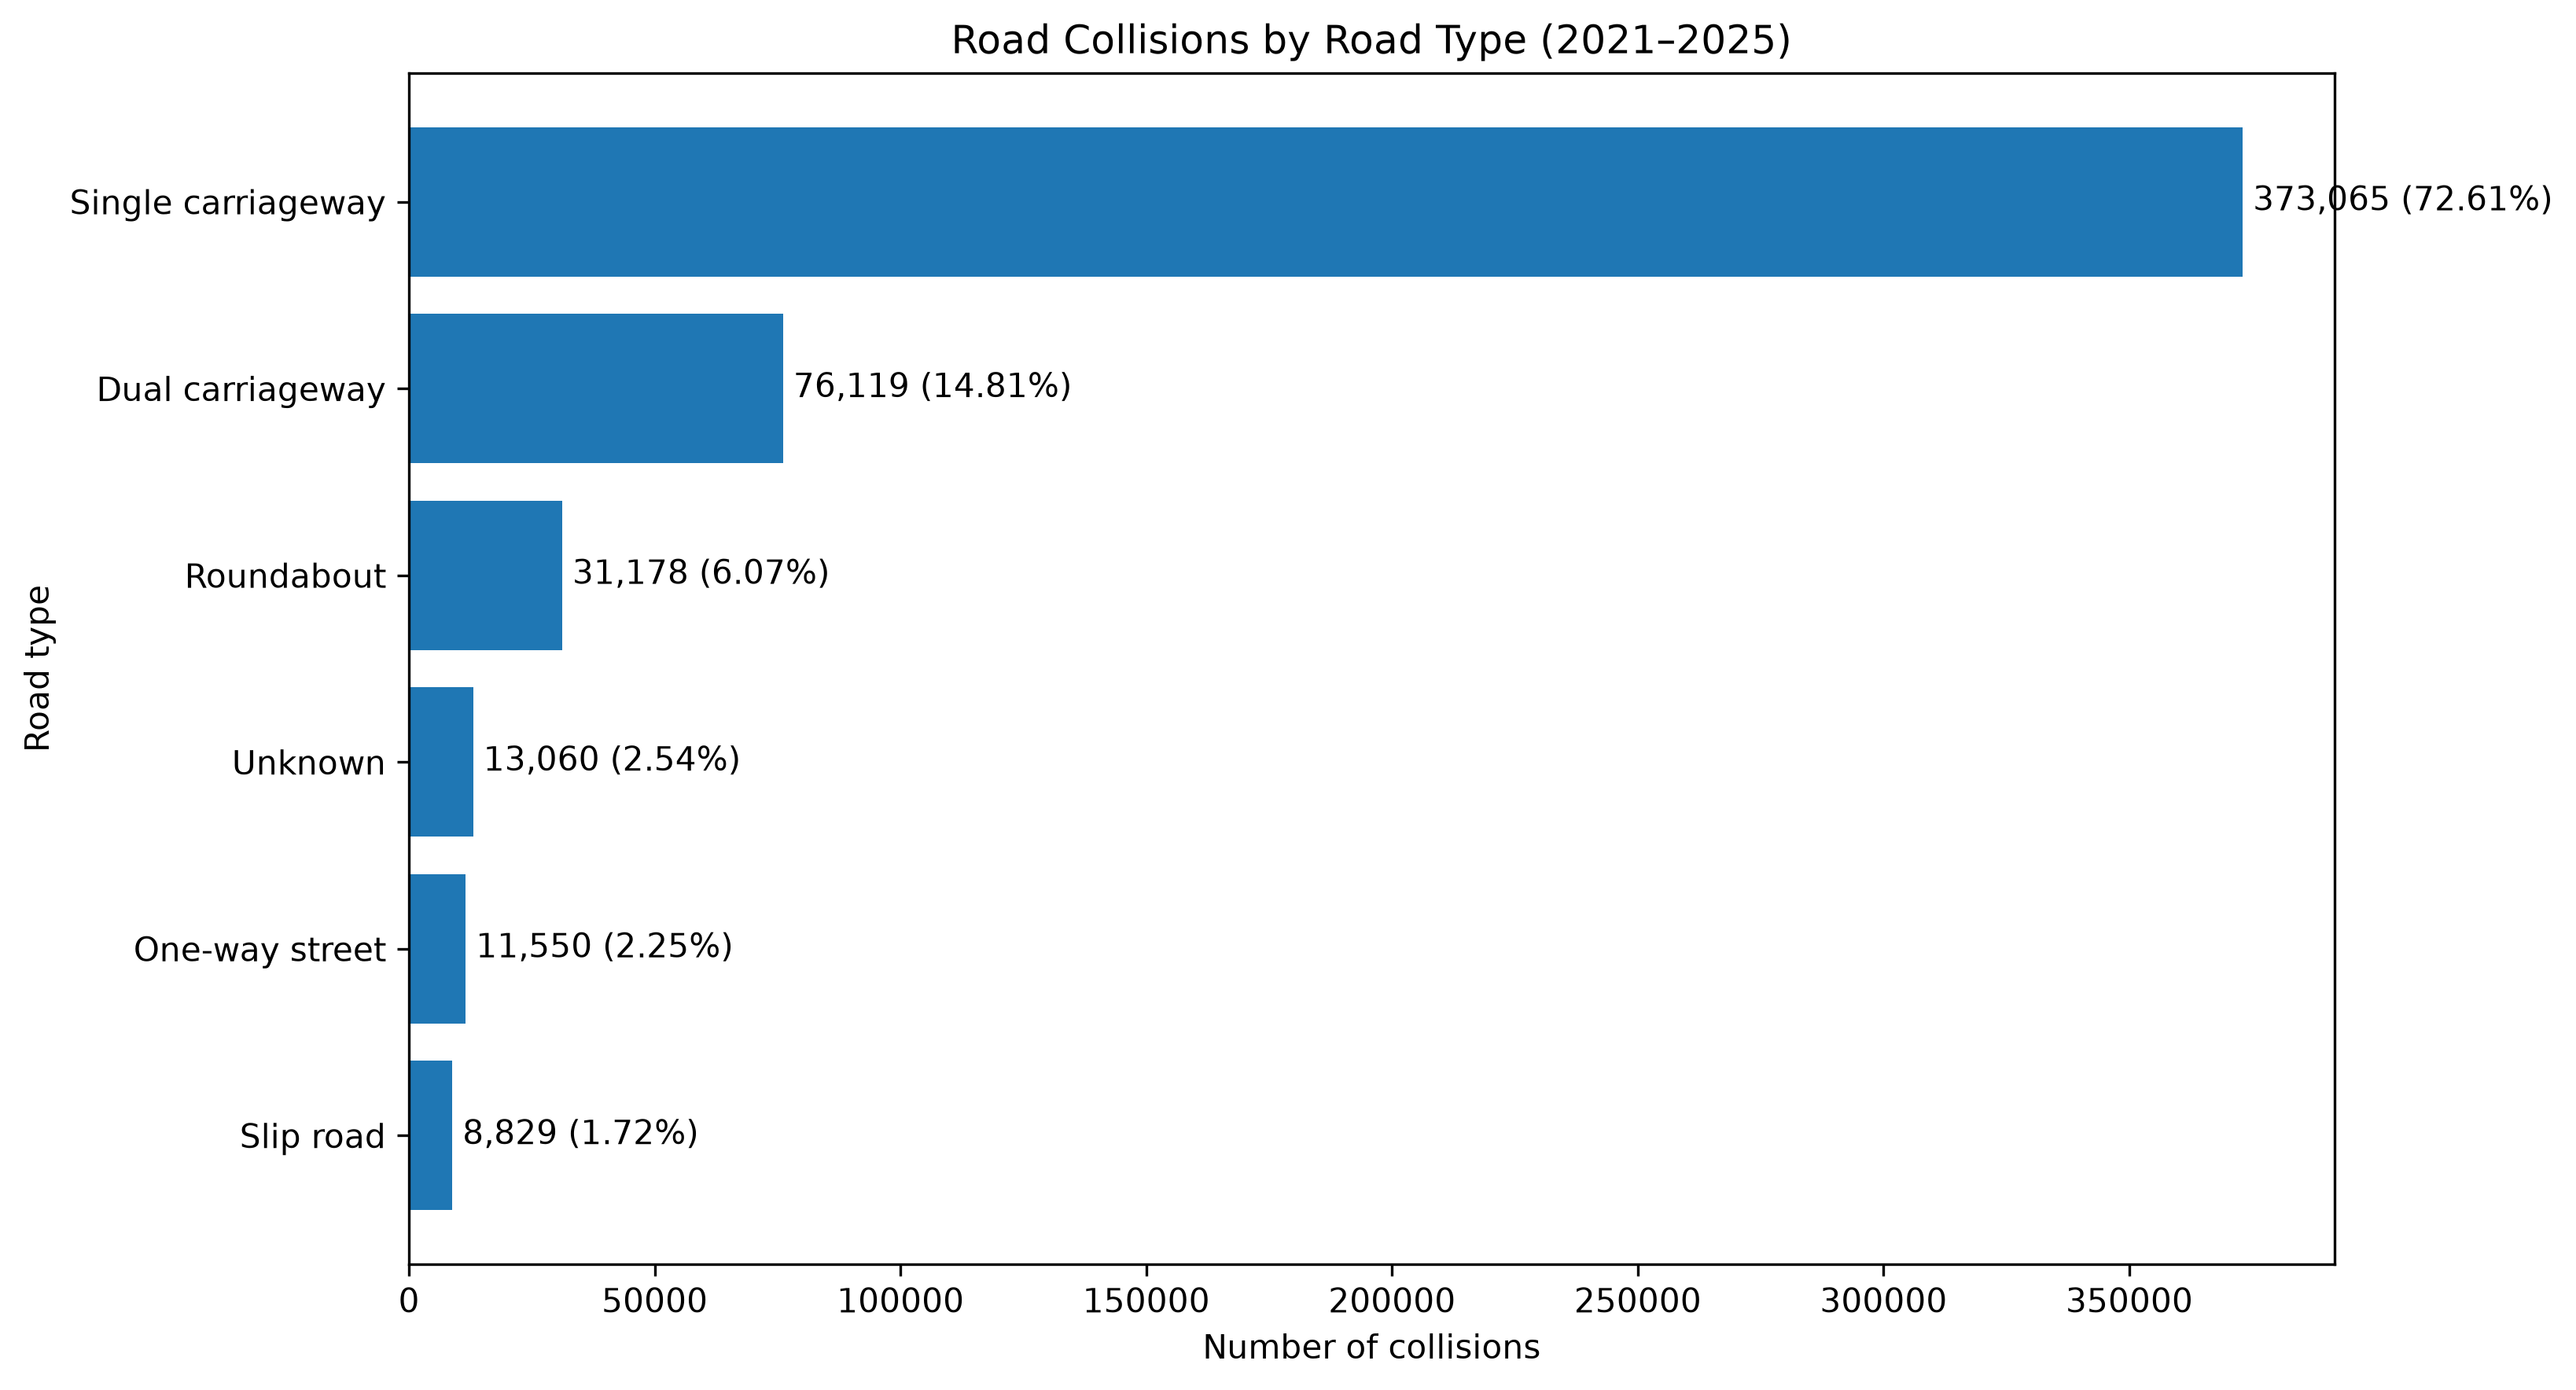 Road Collisions by Road Type (2021–2025)
Single carriageway
373,065 (72.61%)
Dual carriageway
76,119 (14.81%)
Roundabout
31,178 (6.07%)
Unknown
13,060 (2.54%)
One-way street
11,550 (2.25%)
Slip road
8,829 (1.72%)
Road type
0 50000 100000 150000 200000 250000 300000 350000
Number of collisions